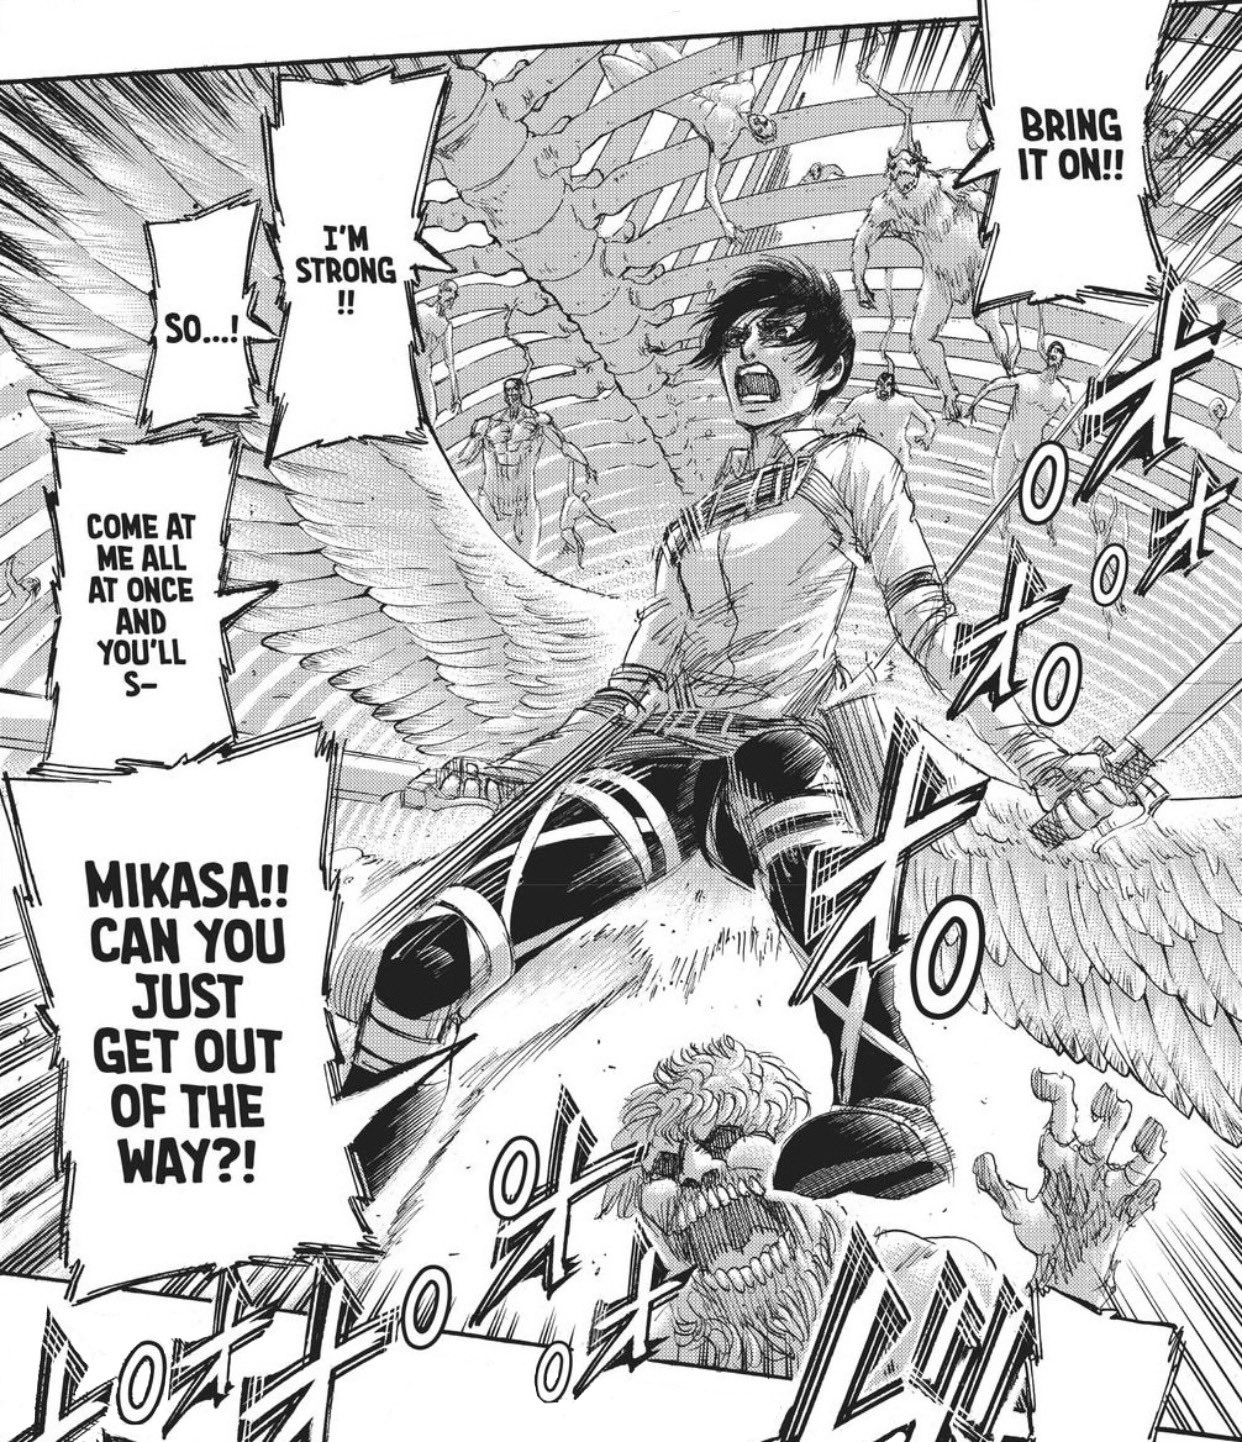 BRING
IT ON!!
I'M
STRONG
!!
SO...!
COME AT
ME ALL
AT ONCE
AND
YOU'LL
S–
MIKASA!!
CAN YOU
JUST
GET OUT
OF THE
WAY?!